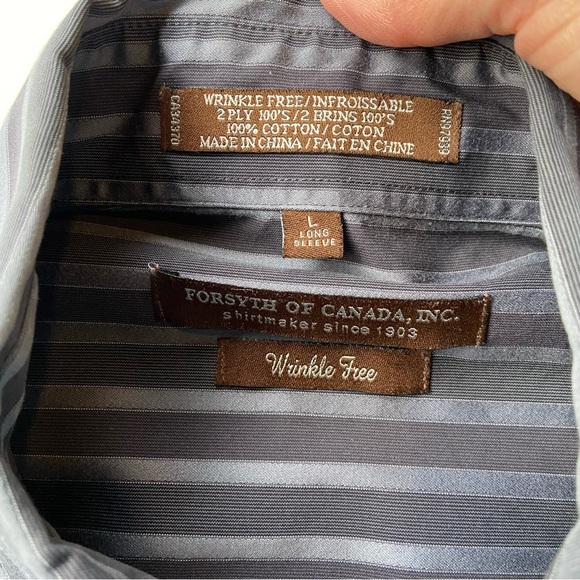 WRINKLE FREE/INFROISSABLE
2 PLY 100'S/2 BRINS 100'S
100% COTTON/COTON
MADE IN CHINA/FAIT EN CHINE
CA34370
RN97939
L
LONG
SLEEVE
FORSYTH OF CANADA, INC.
shirtmaker since 1903
Wrinkle Free